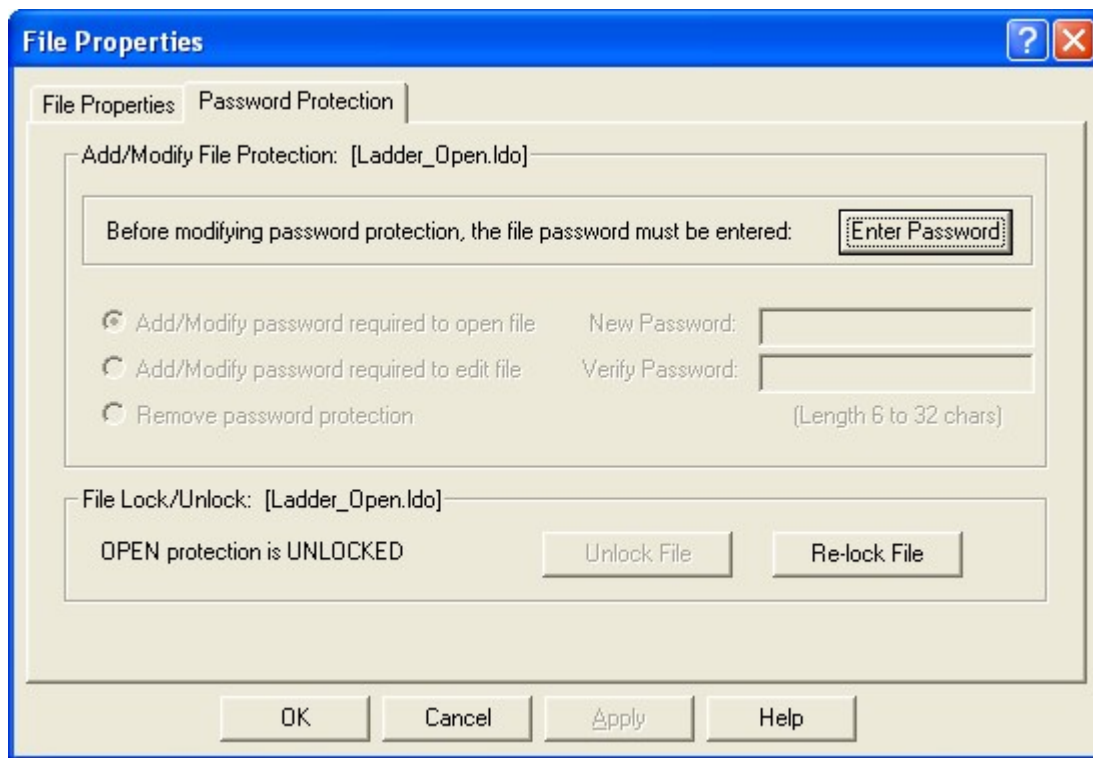 File Properties
File Properties Password Protection
Add/Modify File Protection: [Ladder_Open.ldo]
Before modifying password protection, the file password must be entered: Enter Password
Add/Modify password required to open file New Password:
Add/Modify password required to edit file Verify Password:
Remove password protection (Length 6 to 32 chars)
File Lock/Unlock: [Ladder_Open.ldo]
OPEN protection is UNLOCKED Unlock File Re-lock File
OK Cancel Apply Help